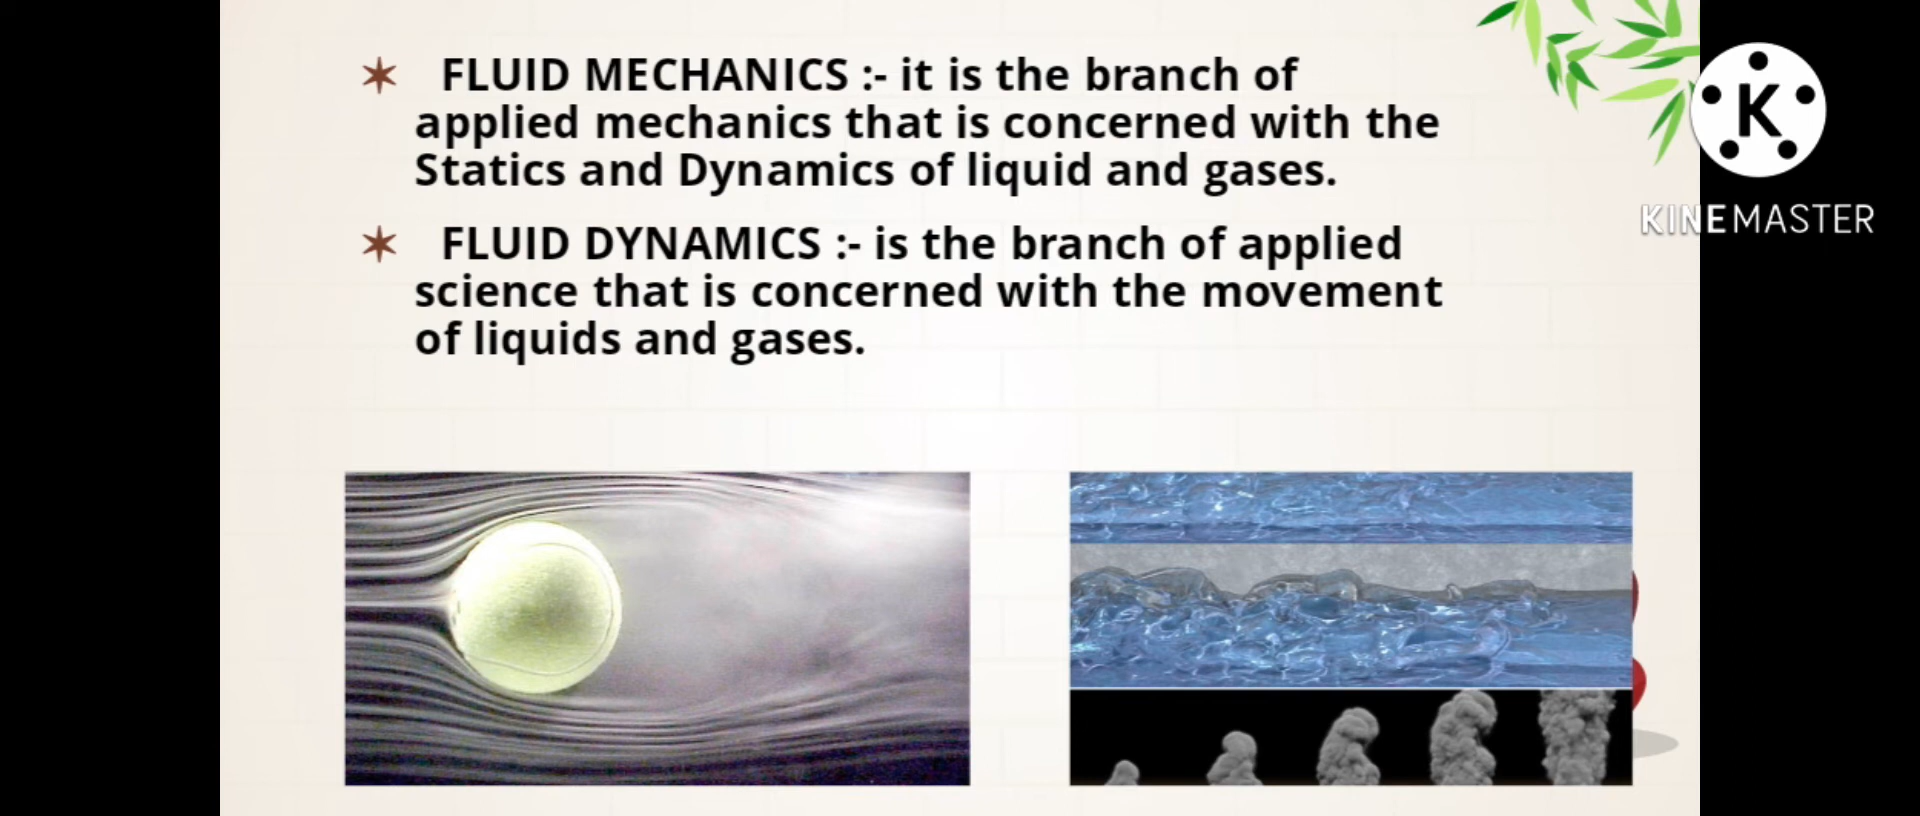 FLUID MECHANICS :- it is the branch of
applied mechanics that is concerned with the
Statics and Dynamics of liquid and gases.
FLUID DYNAMICS :- is the branch of applied
science that is concerned with the movement
of liquids and gases.
K
KINEMASTER